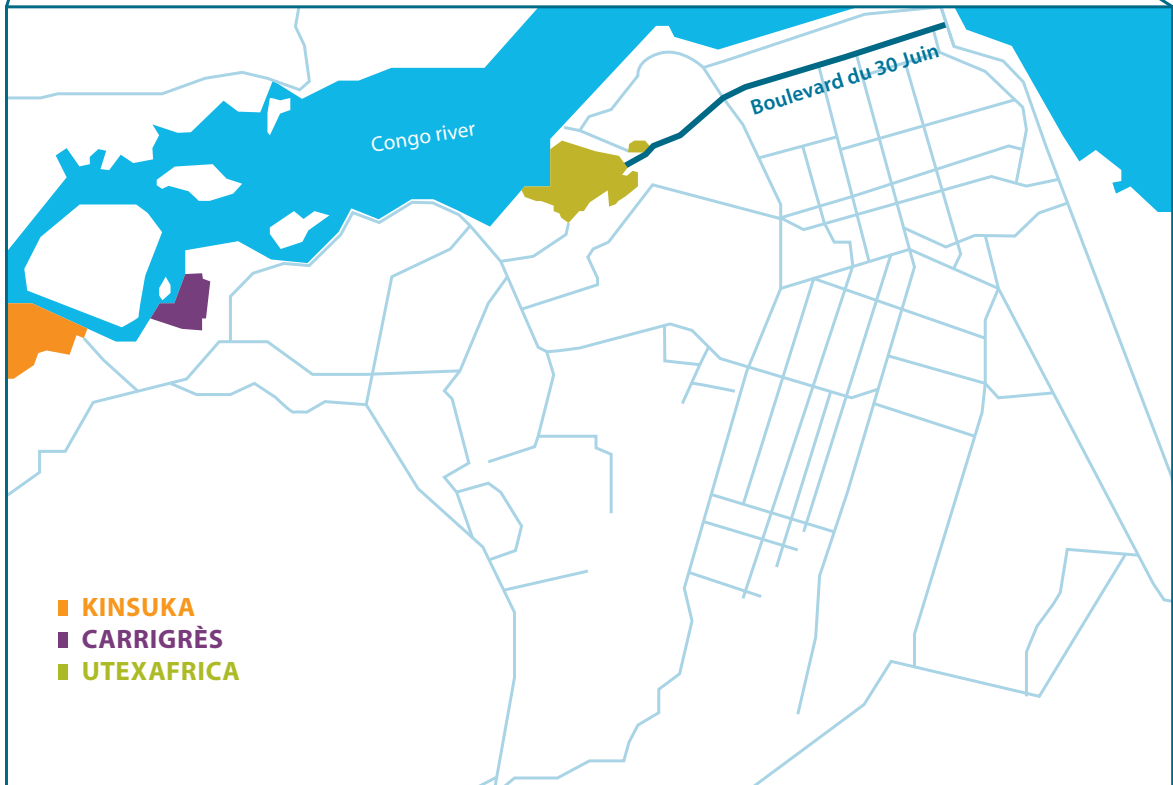 Boulevard du 30 Juin
Congo river
KINSUKA
CARRIGRÈS
UTEXAFRICA